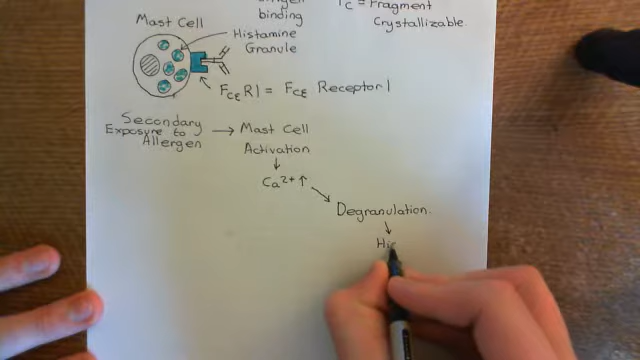 binding
Fc = Fragment
Crystallizable.
Mast Cell
Histamine
Granule
FcεRI = Fcε Receptor I
Secondary
Exposure to
Allergen → Mast Cell
Activation
↓
Ca2+ ↑
Degranulation.
↓
Hi